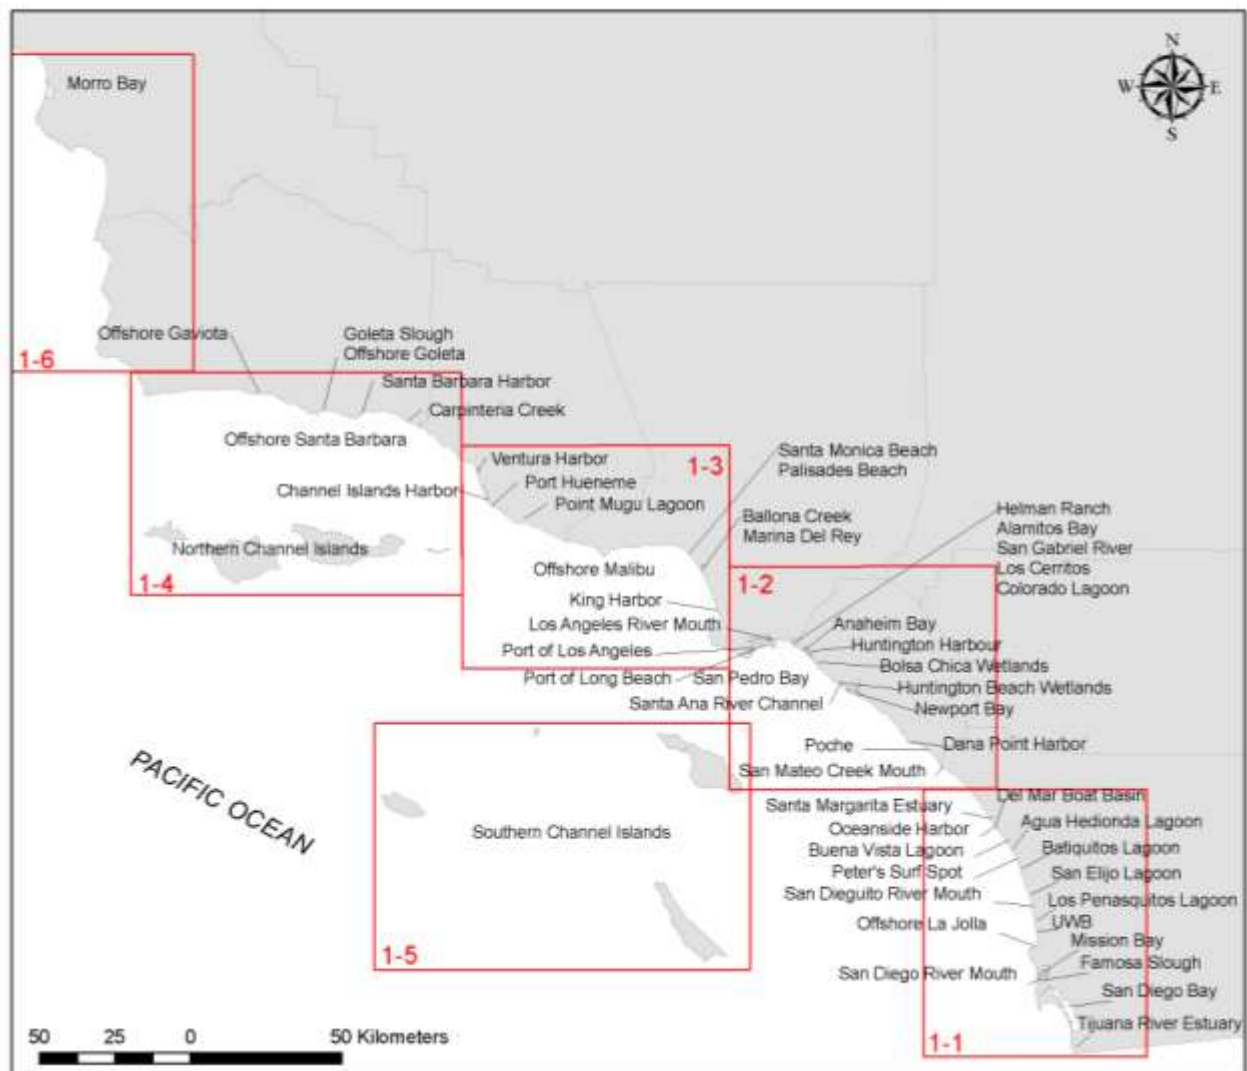 N
W E
S
Morro Bay
1-6
Offshore Gaviota
Goleta Slough
Offshore Goleta
Santa Barbara Harbor
Carpinteria Creek
Offshore Santa Barbara
Ventura Harbor
1-3
Santa Monica Beach
Palisades Beach
Channel Islands Harbor
Port Hueneme
Point Mugu Lagoon
Ballona Creek
Marina Del Rey
Helman Ranch
Alamitos Bay
San Gabriel River
Los Cerritos
Colorado Lagoon
Northern Channel Islands
1-4
Offshore Malibu
1-2
King Harbor
Los Angeles River Mouth
Anaheim Bay
Port of Los Angeles
Huntington Harbour
Bolsa Chica Wetlands
Port of Long Beach
San Pedro Bay
Huntington Beach Wetlands
Santa Ana River Channel
Newport Bay
Poche
Dana Point Harbor
San Mateo Creek Mouth
PACIFIC OCEAN
Southern Channel Islands
1-5
Del Mar Boat Basin
Santa Margarita Estuary
Agua Hedionda Lagoon
Oceanside Harbor
Buena Vista Lagoon
Batiquitos Lagoon
Peter's Surf Spot
San Elijo Lagoon
San Dieguito River Mouth
Los Penasquitos Lagoon
Offshore La Jolla
UWB
Mission Bay
San Diego River Mouth
Famosa Slough
San Diego Bay
Tijuana River Estuary
1-1
50 25 0 50 Kilometers